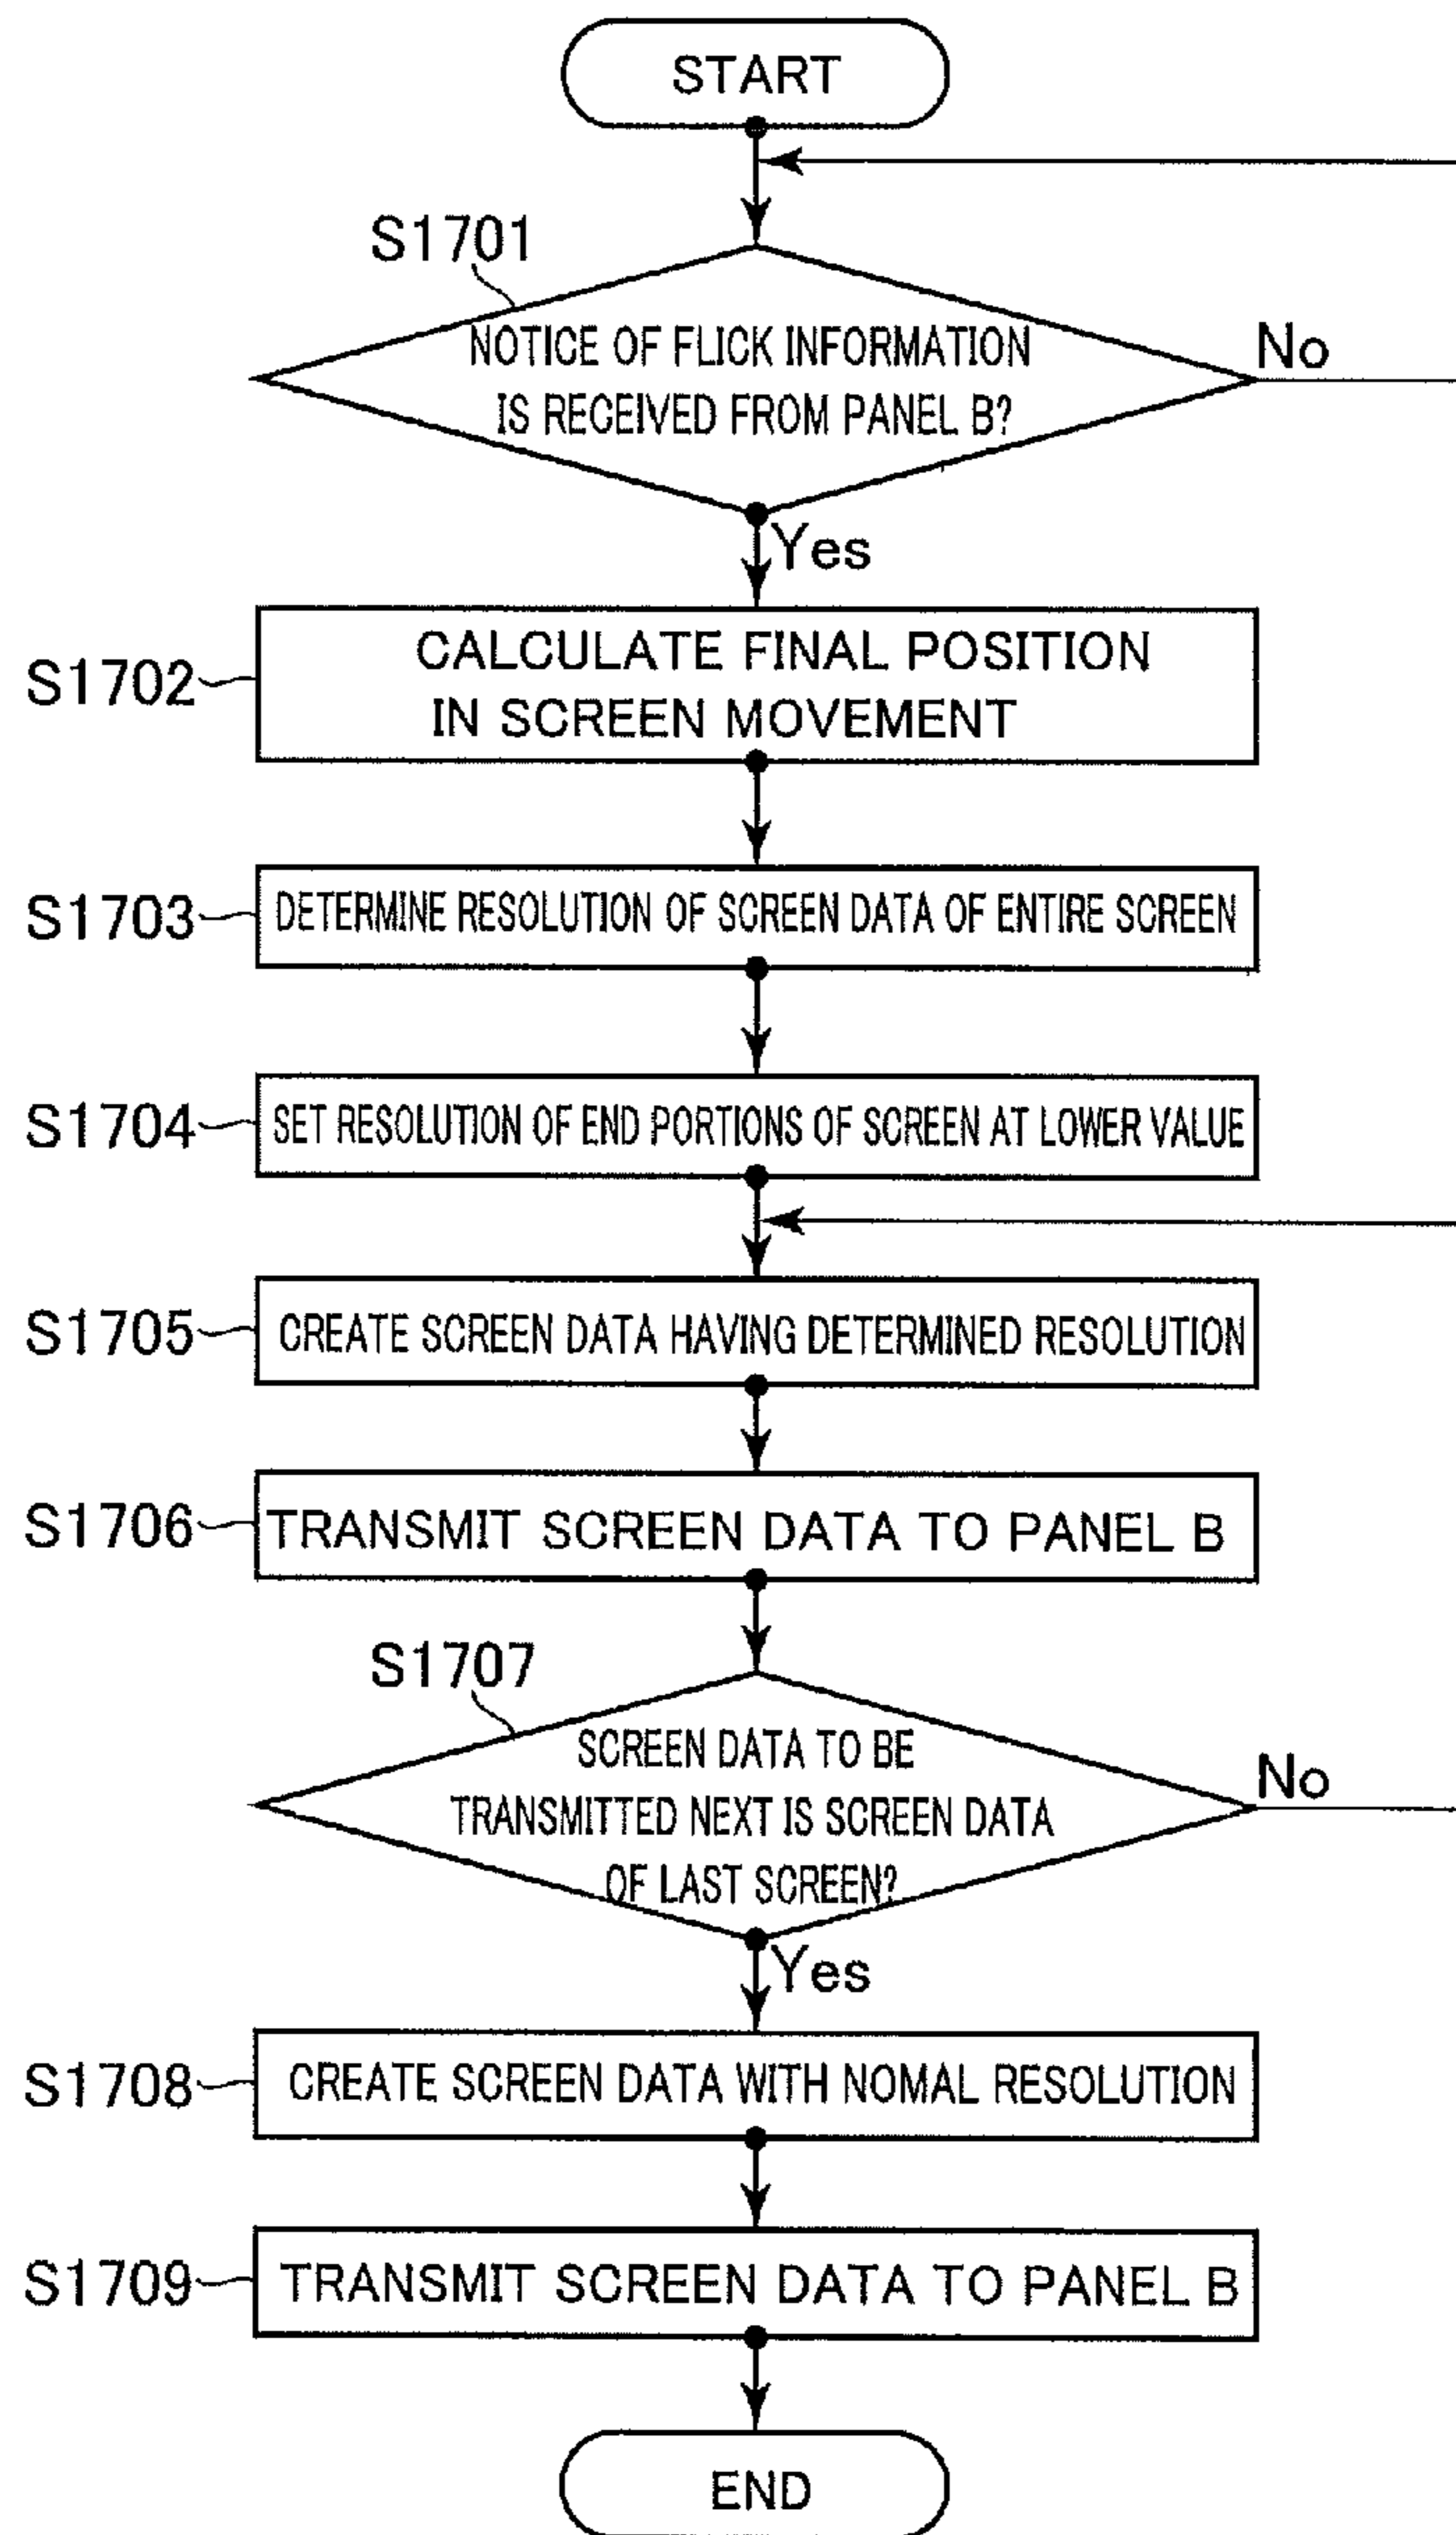 START
S1701
NOTICE OF FLICK INFORMATION
IS RECEIVED FROM PANEL B?
No
Yes
S1702
CALCULATE FINAL POSITION
IN SCREEN MOVEMENT
S1703
DETERMINE RESOLUTION OF SCREEN DATA OF ENTIRE SCREEN
S1704
SET RESOLUTION OF END PORTIONS OF SCREEN AT LOWER VALUE
S1705
CREATE SCREEN DATA HAVING DETERMINED RESOLUTION
S1706
TRANSMIT SCREEN DATA TO PANEL B
S1707
SCREEN DATA TO BE
TRANSMITTED NEXT IS SCREEN DATA
OF LAST SCREEN?
No
Yes
S1708
CREATE SCREEN DATA WITH NOMAL RESOLUTION
S1709
TRANSMIT SCREEN DATA TO PANEL B
END